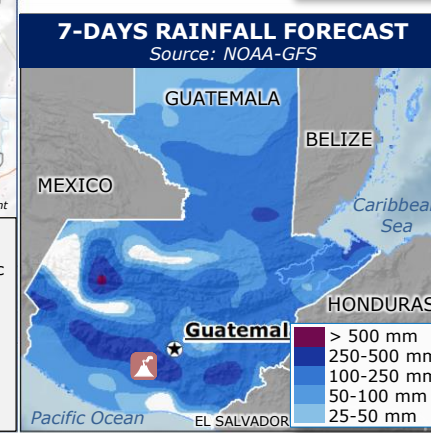 7-DAYS RAINFALL FORECAST
Source: NOAA-GFS
GUATEMALA
BELIZE
MEXICO
Caribbean
Sea
HONDURAS
Guatemal
> 500 mm
250-500 mm
100-250 mm
50-100 mm
25-50 mm
Pacific Ocean
EL SALVADOR